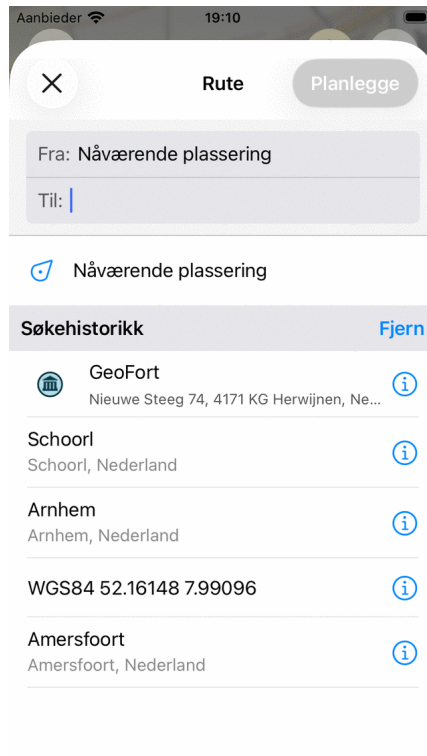 Aanbieder 19:10
Rute
Planlegge
Fra: Nåværende plassering
Til:
Nåværende plassering
Søkehistorikk Fjern
GeoFort
Nieuwe Steeg 74, 4171 KG Herwijnen, Ne...
Schoorl
Schoorl, Nederland
Arnhem
Arnhem, Nederland
WGS84 52.16148 7.99096
Amersfoort
Amersfoort, Nederland